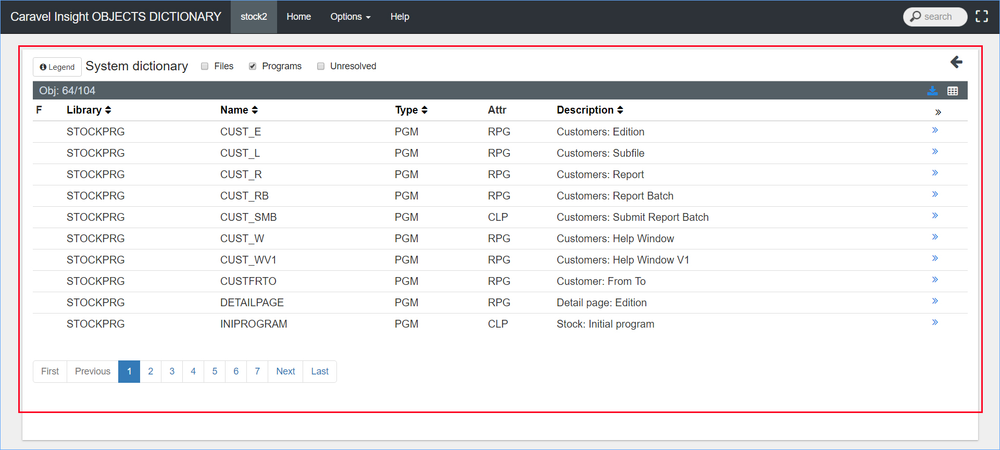 Caravel Insight OBJECTS DICTIONARY stock2 Home Options Help search
Legend System dictionary Files Programs Unresolved
Obj: 64/104
F Library Name Type Attr Description »
STOCKPRG CUST_E PGM RPG Customers: Edition »
STOCKPRG CUST_L PGM RPG Customers: Subfile »
STOCKPRG CUST_R PGM RPG Customers: Report »
STOCKPRG CUST_RB PGM RPG Customers: Report Batch »
STOCKPRG CUST_SMB PGM CLP Customers: Submit Report Batch »
STOCKPRG CUST_W PGM RPG Customers: Help Window »
STOCKPRG CUST_WV1 PGM RPG Customers: Help Window V1 »
STOCKPRG CUSTFRTO PGM RPG Customer: From To »
STOCKPRG DETAILPAGE PGM RPG Detail page: Edition »
STOCKPRG INIPROGRAM PGM CLP Stock: Initial program »
First Previous 1 2 3 4 5 6 7 Next Last